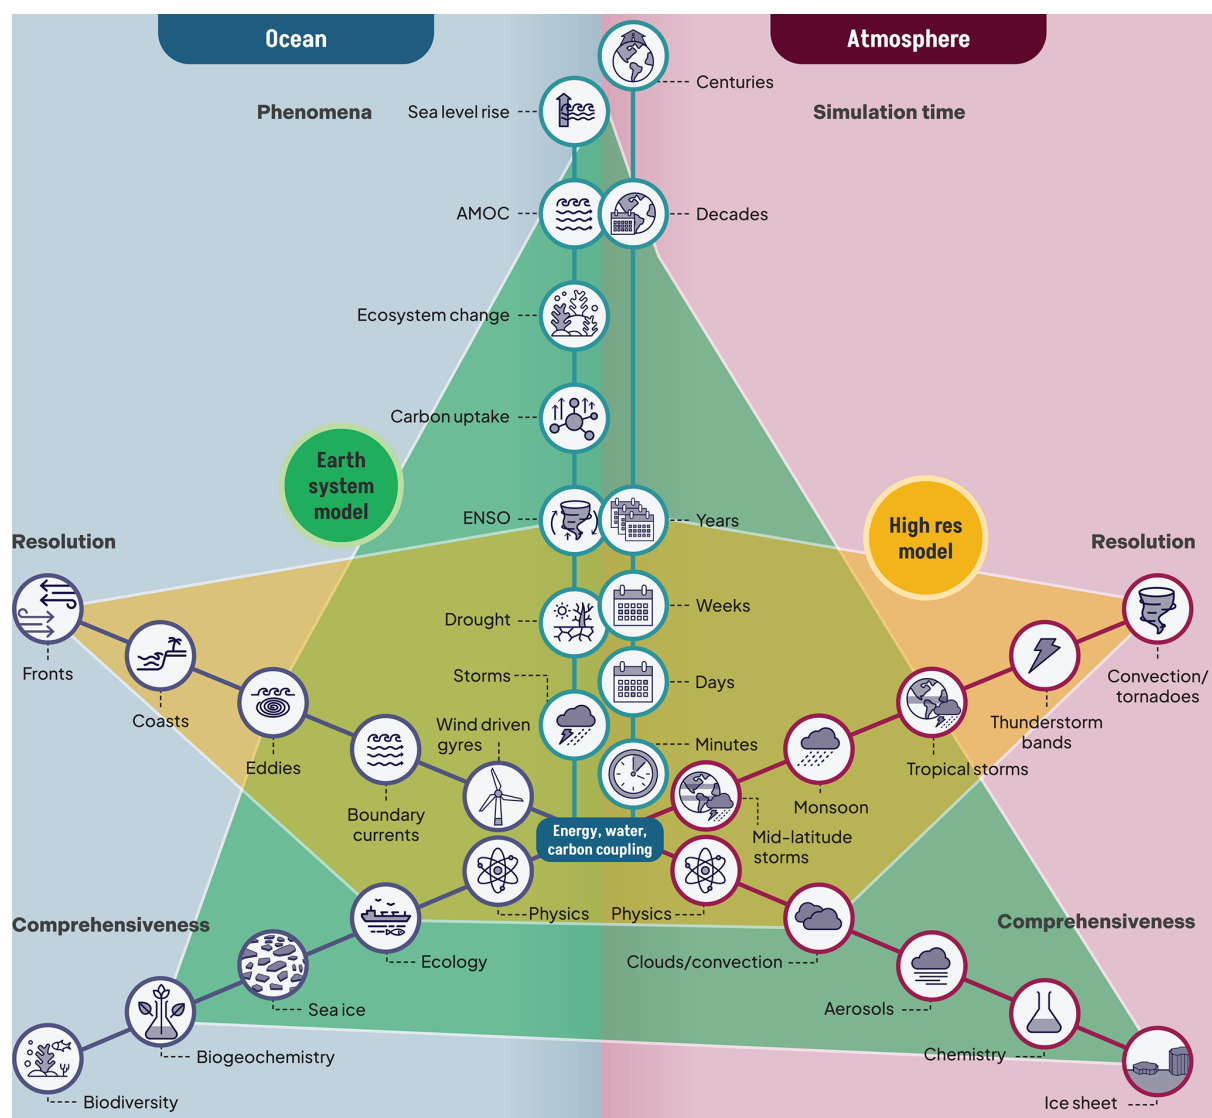 Ocean
Atmosphere
Centuries
Phenomena
Sea level rise
Simulation time
AMOC
Decades
Ecosystem change
Carbon uptake
Earth
system
model
ENSO
Years
High res
model
Resolution
Resolution
Weeks
Drought
Fronts
Storms
Days
Convection/
tornadoes
Coasts
Wind driven
gyres
Thunderstorm
bands
Minutes
Eddies
Tropical storms
Boundary
currents
Monsoon
Energy, water,
carbon coupling
Mid-latitude
storms
Physics
Physics
Comprehensiveness
Comprehensiveness
Ecology
Clouds/convection
Sea ice
Aerosols
Biogeochemistry
Chemistry
Biodiversity
Ice sheet